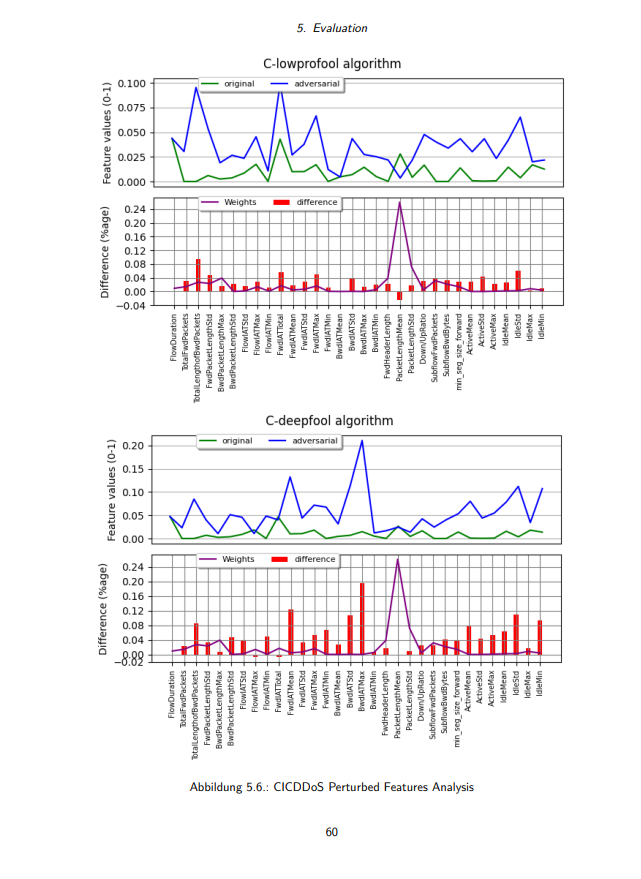 5. Evaluation
C-lowprofool algorithm
original adversarial
Feature values (0-1)
0.100
0.075
0.050
0.025
0.000
Weights difference
Difference (%age)
0.24
0.20
0.16
0.12
0.08
0.04
0.00
−0.04
FlowDuration
TotalFwdPackets
TotalLengthofBwdPackets
FwdPacketLengthStd
BwdPacketLengthMax
BwdPacketLengthStd
FlowIATStd
FlowIATMax
FlowIATMin
FwdIATTotal
FwdIATMean
FwdIATStd
FwdIATMax
FwdIATMin
BwdIATMean
BwdIATStd
BwdIATMax
BwdIATMin
FwdHeaderLength
PacketLengthMean
PacketLengthStd
Down/UpRatio
SubflowFwdPackets
SubflowBwdBytes
min_seg_size_forward
ActiveMean
ActiveStd
ActiveMax
IdleMean
IdleStd
IdleMax
IdleMin
C-deepfool algorithm
original adversarial
Feature values (0-1)
0.20
0.15
0.10
0.05
0.00
Weights difference
Difference (%age)
0.24
0.20
0.16
0.12
0.08
0.04
0.00
−0.02
FlowDuration
TotalFwdPackets
TotalLengthofBwdPackets
FwdPacketLengthStd
BwdPacketLengthMax
BwdPacketLengthStd
FlowIATStd
FlowIATMax
FlowIATMin
FwdIATTotal
FwdIATMean
FwdIATStd
FwdIATMax
FwdIATMin
BwdIATMean
BwdIATStd
BwdIATMax
BwdIATMin
FwdHeaderLength
PacketLengthMean
PacketLengthStd
Down/UpRatio
SubflowFwdPackets
SubflowBwdBytes
min_seg_size_forward
ActiveMean
ActiveStd
ActiveMax
IdleMean
IdleStd
IdleMax
IdleMin
Abbildung 5.6.: CICDDoS Perturbed Features Analysis
60